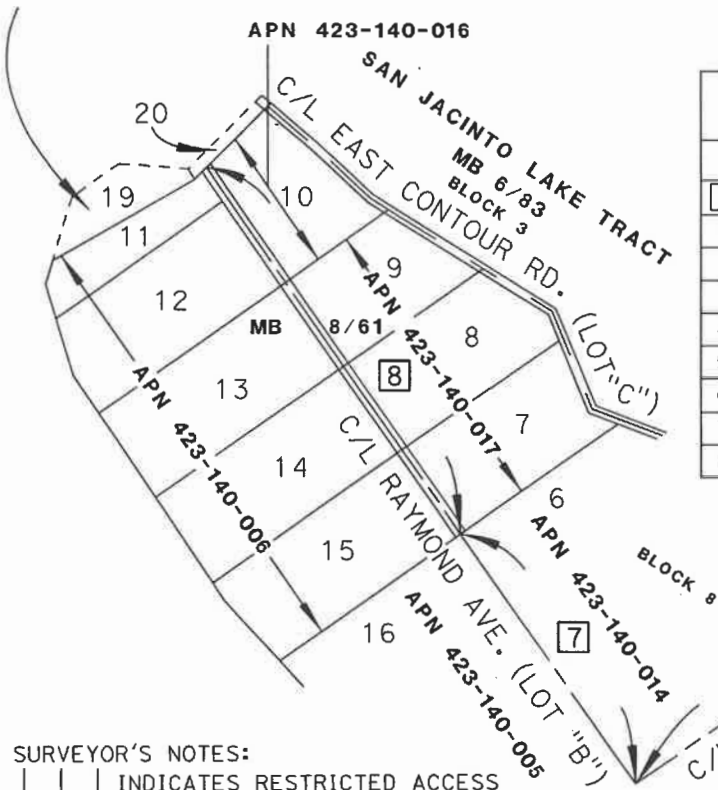 APN 423-140-016
SAN JACINTO LAKE TRACT
MB 6/83
BLOCK 3
C/L EAST CONTOUR RD. (LOT"C")
20
19
10
11
9
12
MB 8/61
8
APN 423-140-017
13
8
7
APN 423-140-006
14
C/L RAYMOND AVE. (LOT "B")
6
15
APN 423-140-014
BLOCK 8
16
7
APN 423-140-005
SURVEYOR'S NOTES:
INDICATES RESTRICTED ACCESS